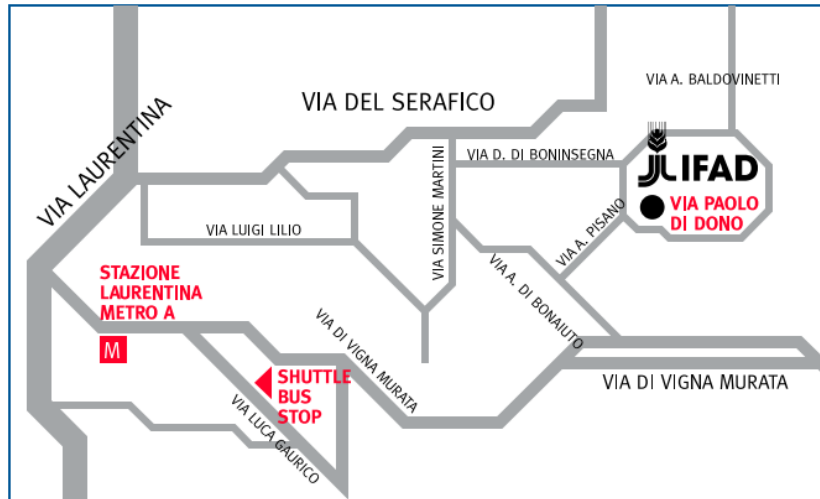 VIA A. BALDOVINETTI
VIA DEL SERAFICO
VIA LAURENTINA
VIA D. DI BONINSEGNA
IFAD
VIA PAOLO
DI DONO
VIA SIMONE MARTINI
VIA LUIGI LILIO
VIA A. PISANO
STAZIONE
LAURENTINA
METRO A
M
VIA A. DI BONAIUTO
VIA DI VIGNA MURATA
SHUTTLE
BUS
STOP
VIA DI VIGNA MURATA
VIA LUCA GAURICO